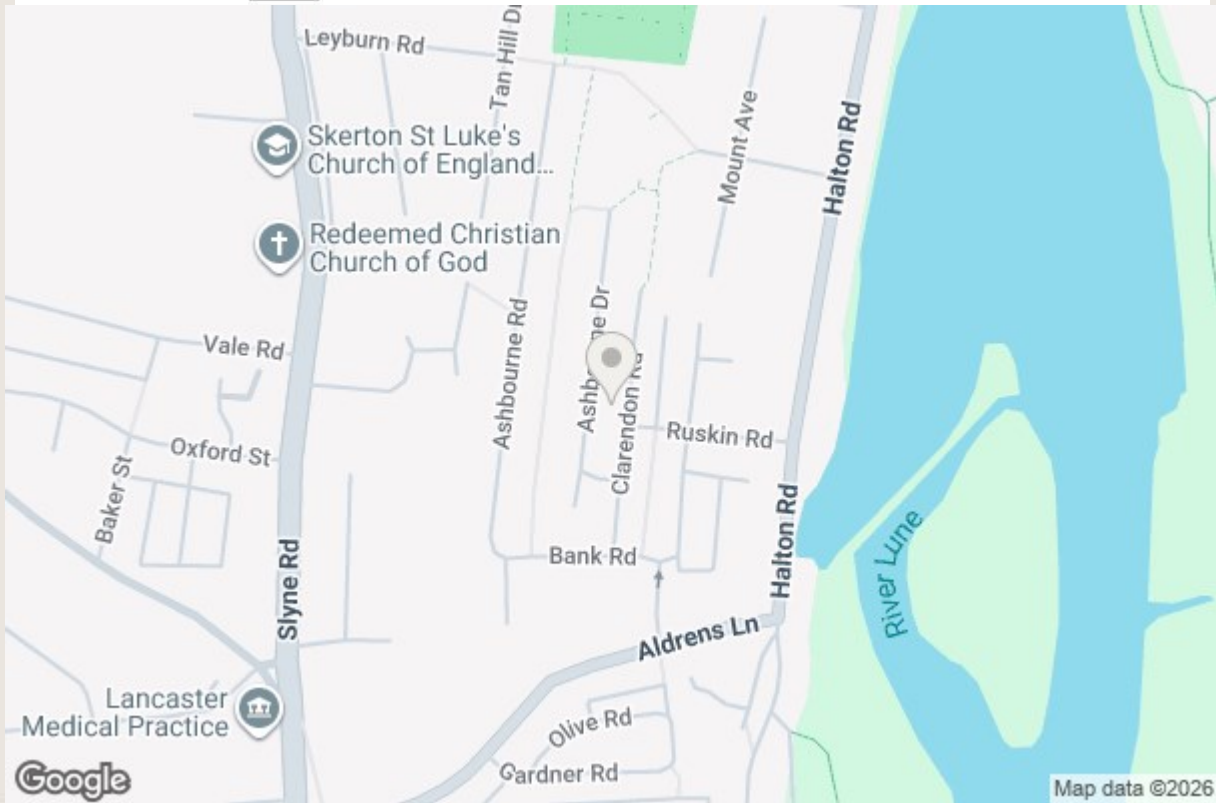 Leyburn Rd
Tan Hill Dr
Skerton St Luke's
Church of England...
Mount Ave
Halton Rd
Redeemed Christian
Church of God
Vale Rd
Ashbourne Rd
Clarendon Rd
Ruskin Rd
Oxford St
Baker St
Slyne Rd
Bank Rd
Halton Rd
River Lune
Aldrens Ln
Lancaster
Medical Practice
Olive Rd
Gardner Rd
Google
Map data ©2026